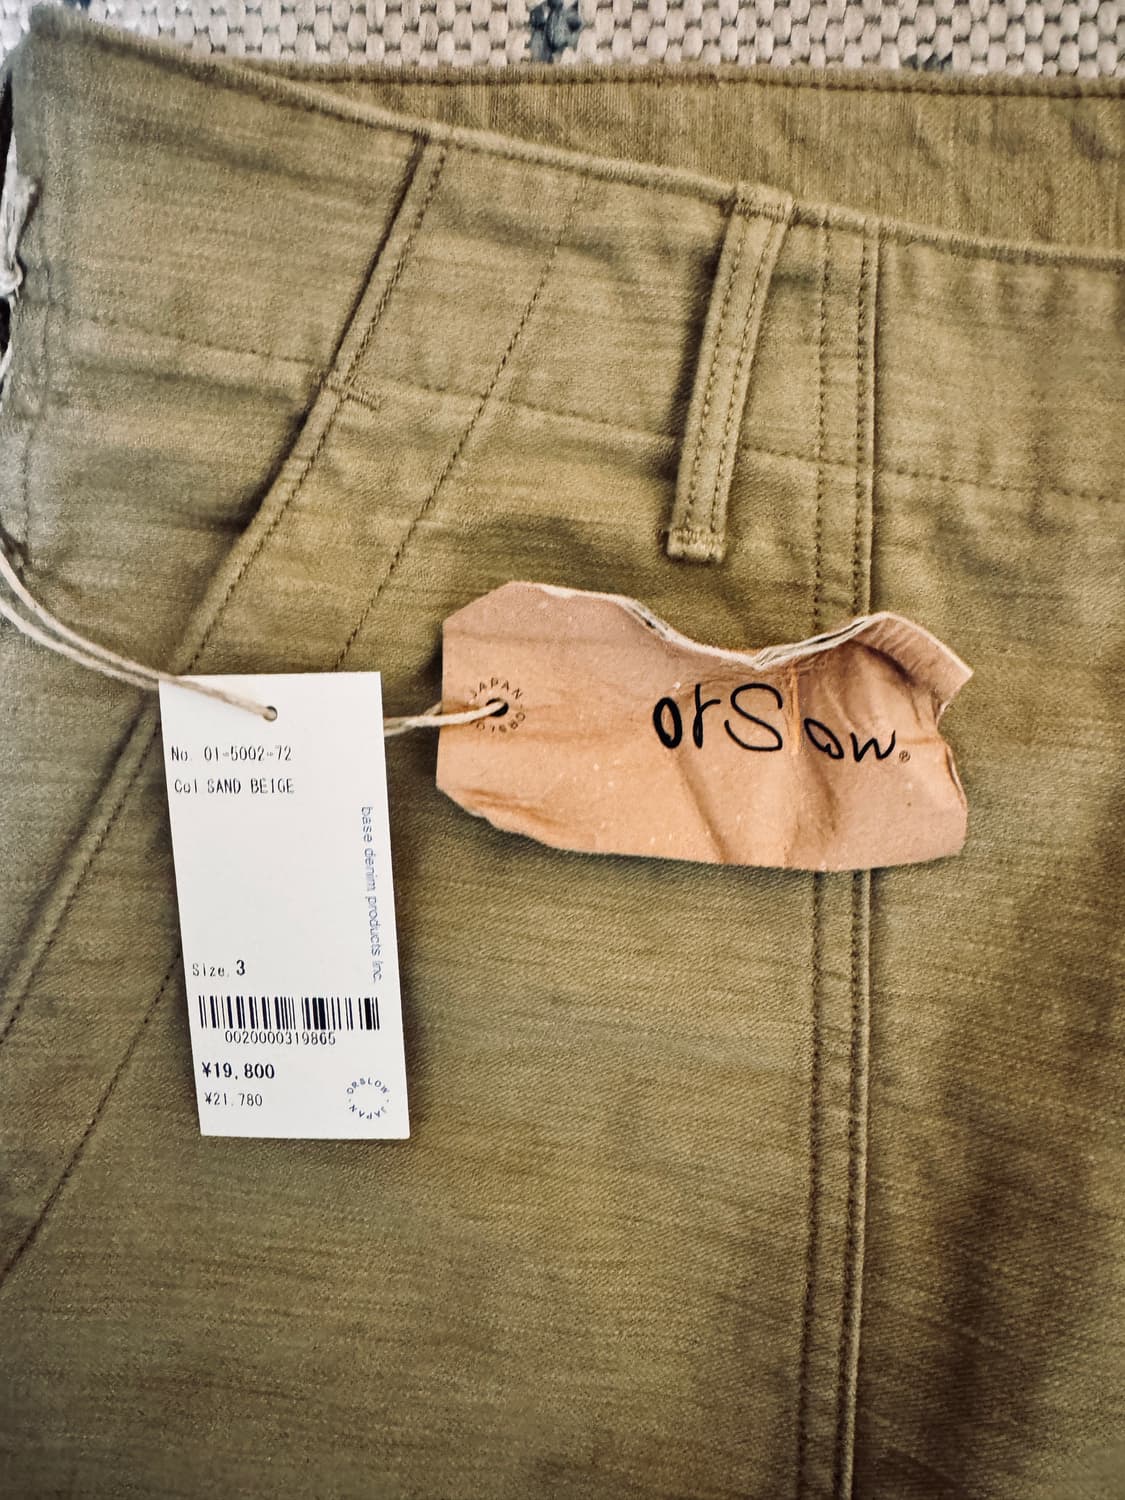 No. 01-5002-72
Col SAND BEIGE
base denim products Inc.
Size. 3
0020000319865
¥19,800
¥21,780
ORSLOW · JAPAN ·
JAPAN · ORSLO
orSlow®